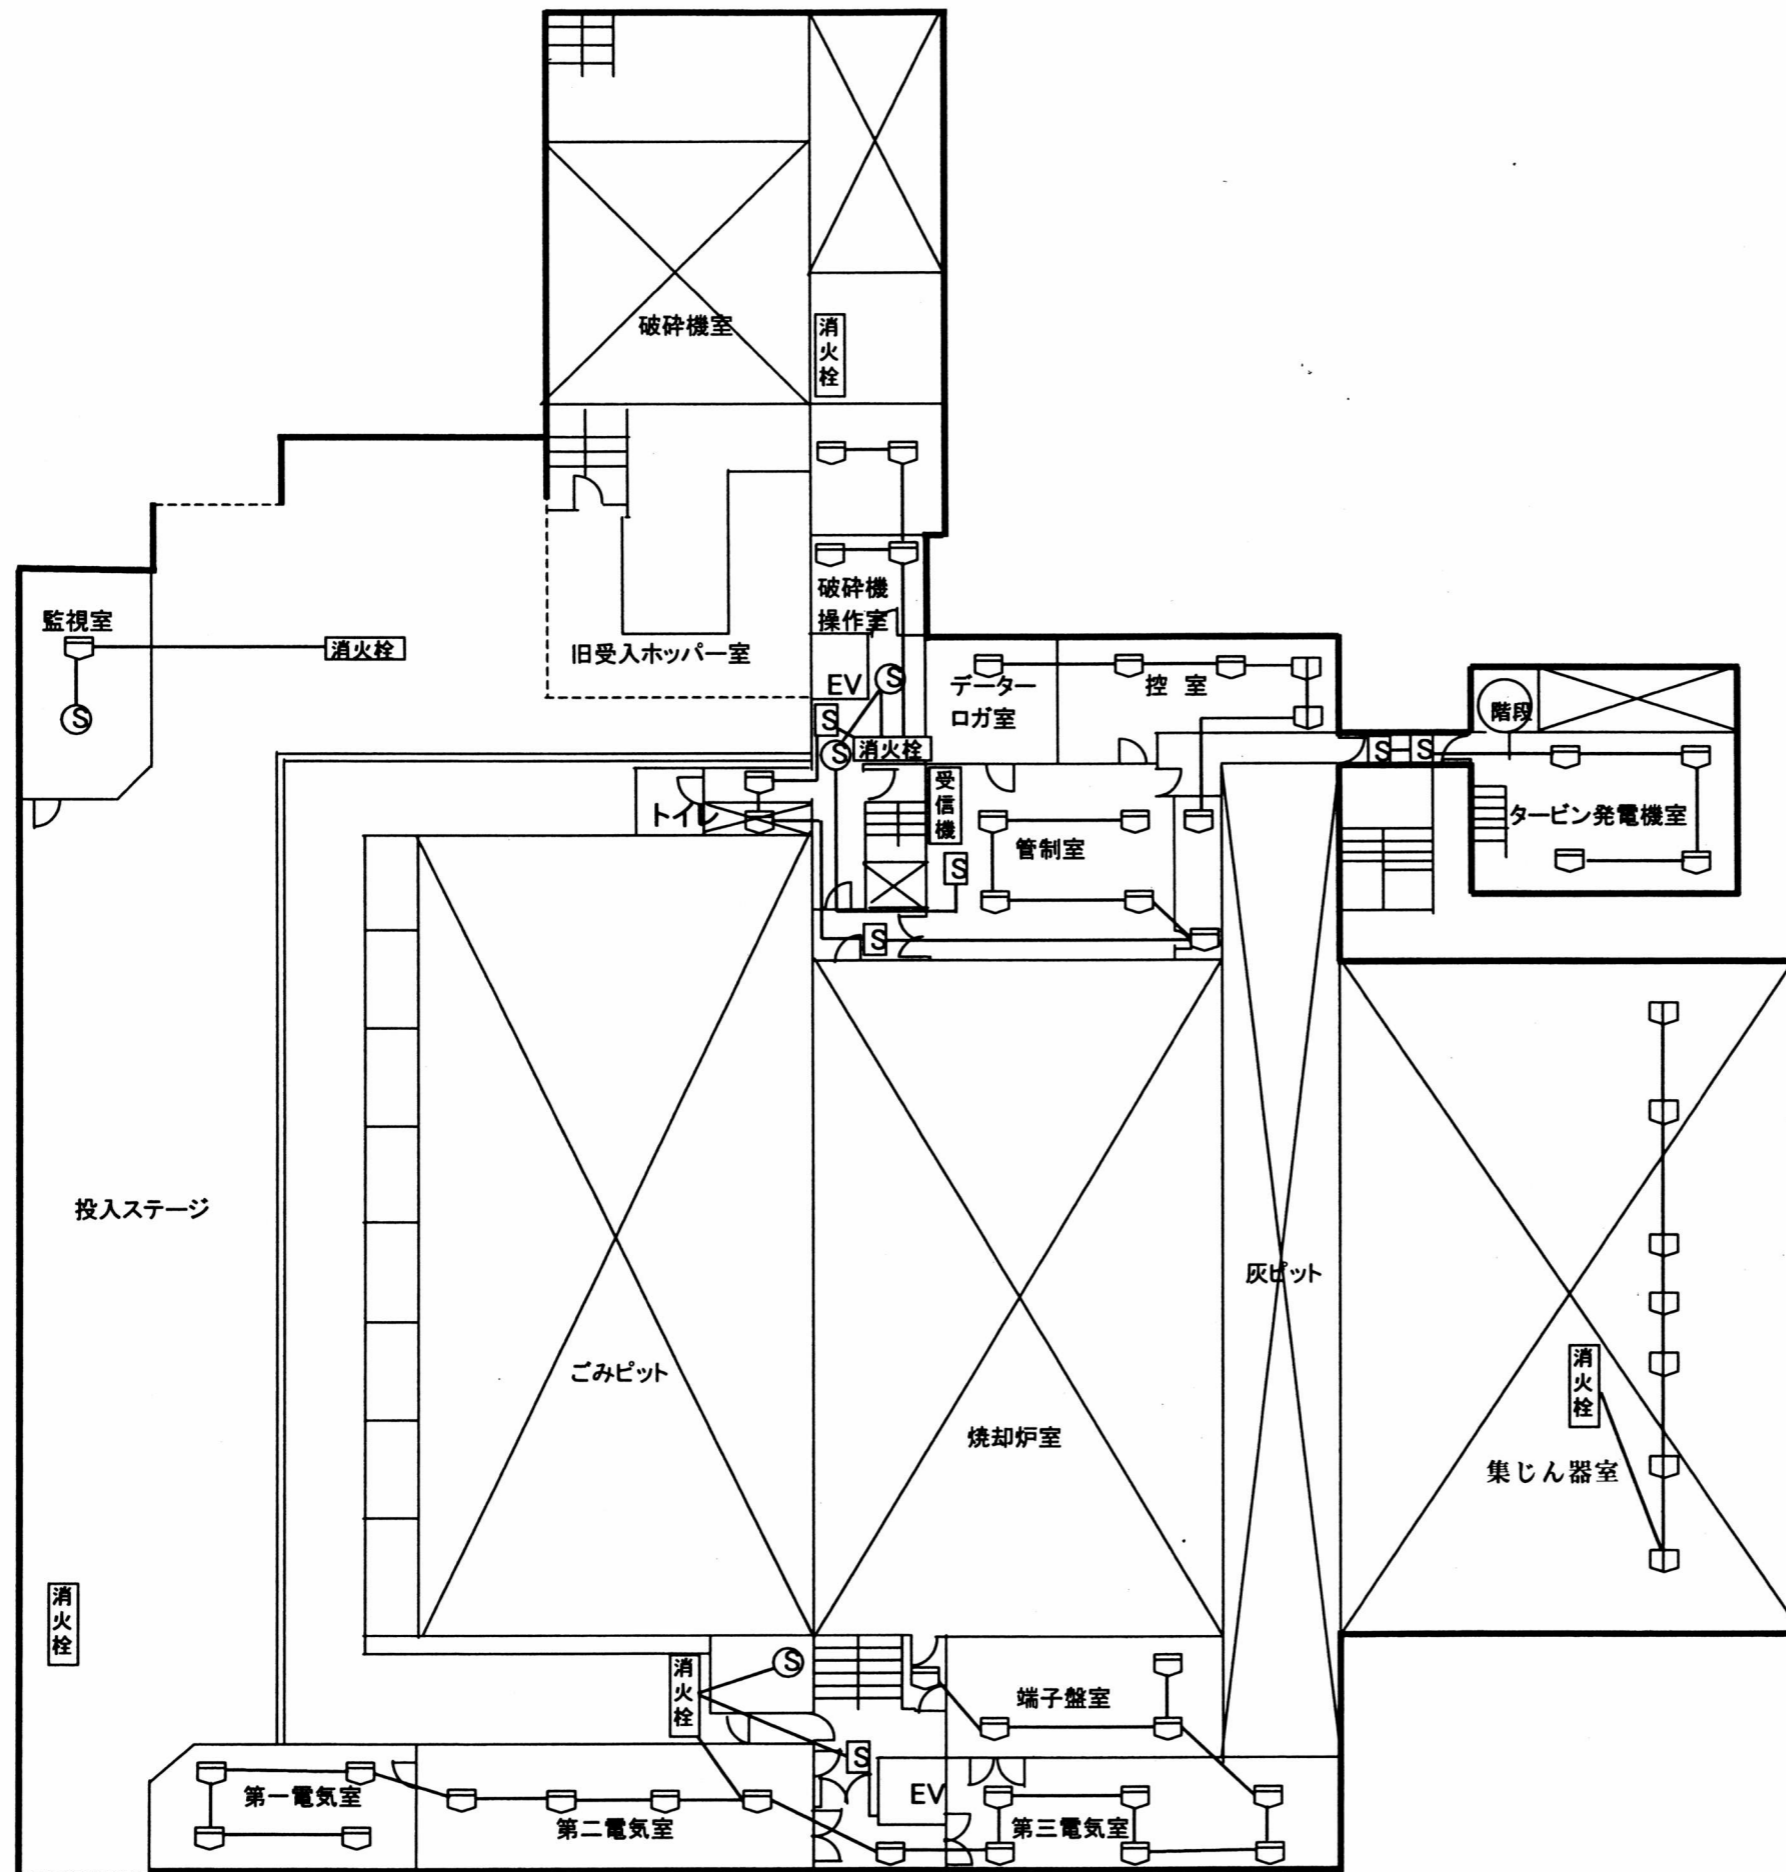 破砕機室
消火栓
破砕機
操作室
監視室
消火栓
旧受入ホッパー室
EV
S
データー
ロガ室
控 室
階段
S
S
S
S
S
消火栓
受信機
トイレ
管制室
タービン発電機室
S
S
投入ステージ
灰ピット
ごみピット
消火栓
焼却炉室
集じん器室
消火栓
消火栓
S
端子盤室
S
第一電気室
第二電気室
EV
第三電気室